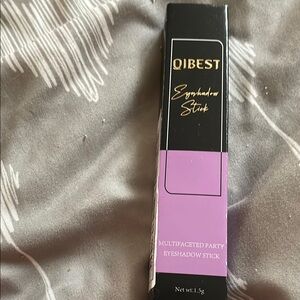 QIBEST
Eyeshadow
Stick
MULTIFACETED PARTY
EYESHADOW STICK
Net wt:1.5g